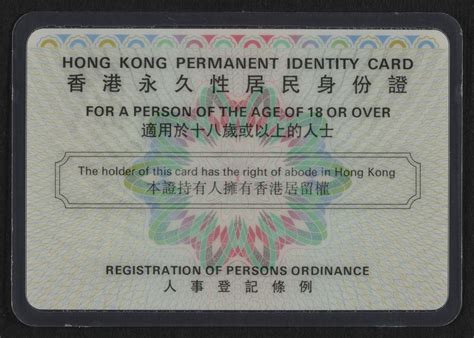 HONG KONG PERMANENT IDENTITY CARD
香港永久性居民身份證
FOR A PERSON OF THE AGE OF 18 OR OVER
適用於十八歲或以上的人士
The holder of this card has the right of abode in Hong Kong
本證持有人擁有香港居留權
REGISTRATION OF PERSONS ORDINANCE
人事登記條例